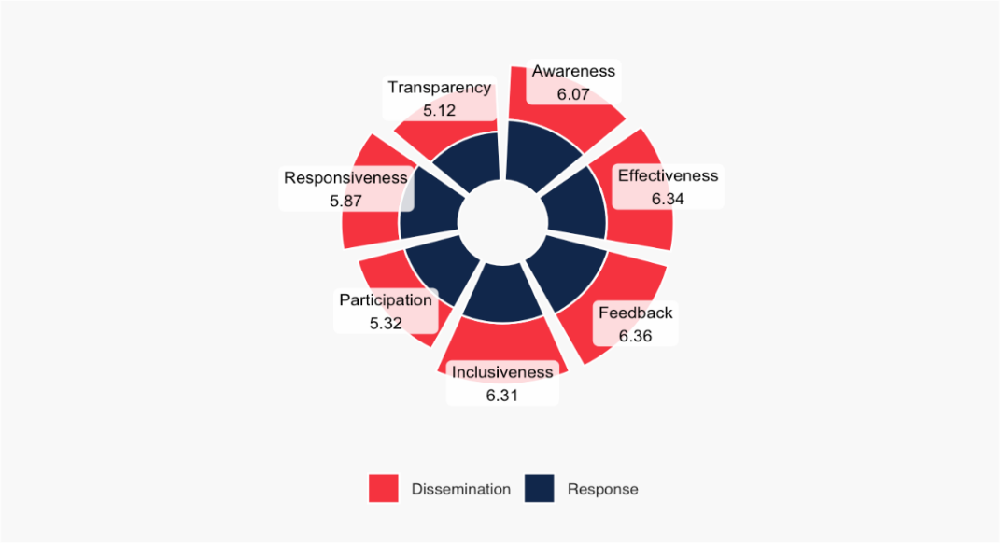 Awareness
6.07
Effectiveness
6.34
Feedback
6.36
Inclusiveness
6.31
Participation
5.32
Responsiveness
5.87
Transparency
5.12
Dissemination
Response